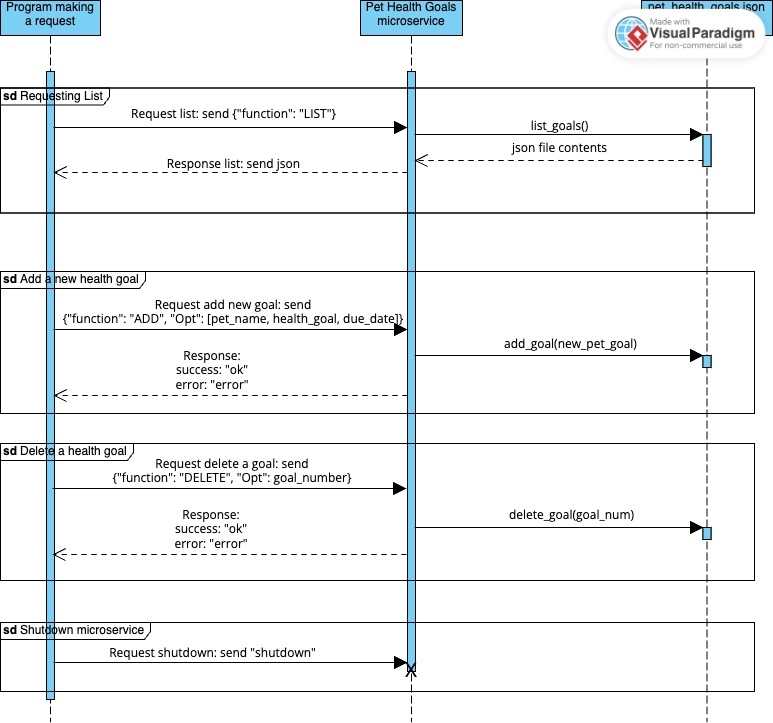 Program making
a request
Pet Health Goals
microservice
pet_health_goals.json
Made with
VisualParadigm
For non-commercial use
sd Requesting List
Request list: send {"function": "LIST"}
list_goals()
json file contents
Response list: send json
sd Add a new health goal
Request add new goal: send
{"function": "ADD", "Opt": [pet_name, health_goal, due_date]}
add_goal(new_pet_goal)
Response:
success: "ok"
error: "error"
sd Delete a health goal
Request delete a goal: send
{"function": "DELETE", "Opt": goal_number}
delete_goal(goal_num)
Response:
success: "ok"
error: "error"
sd Shutdown microservice
Request shutdown: send "shutdown"